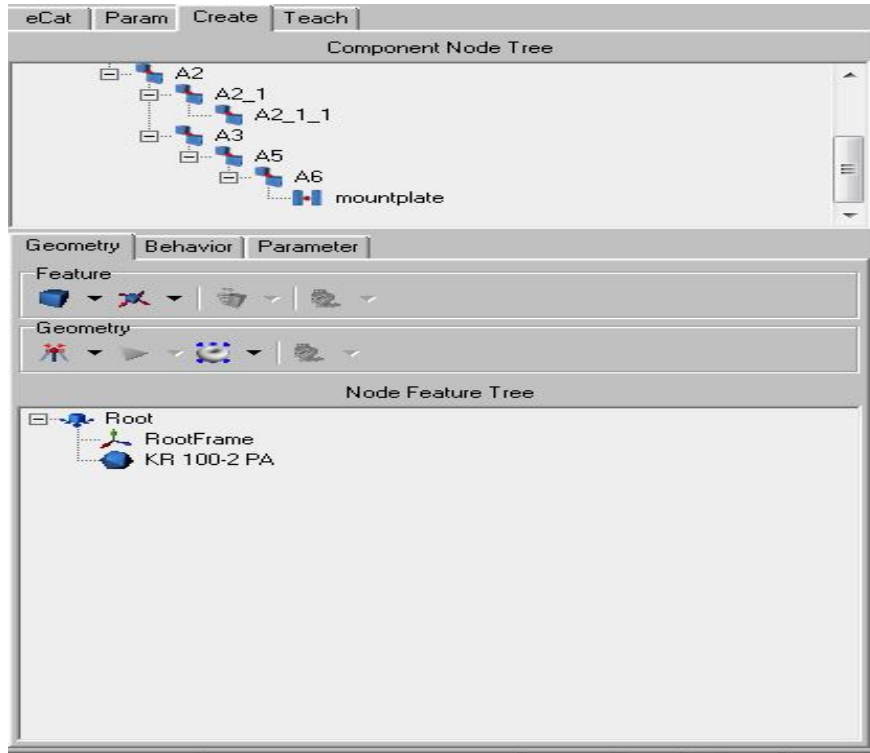 eCat Param Create Teach
Component Node Tree
A2
A2_1
A2_1_1
A3
A5
A6
mountplate
Geometry Behavior Parameter
Feature
Geometry
Node Feature Tree
Root
RootFrame
KR 100-2 PA